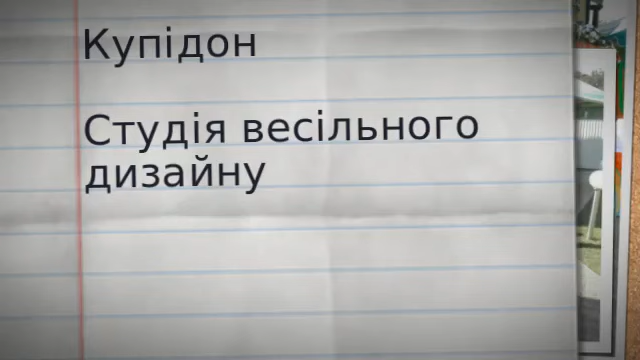 Купідон
Студія весільного
дизайну